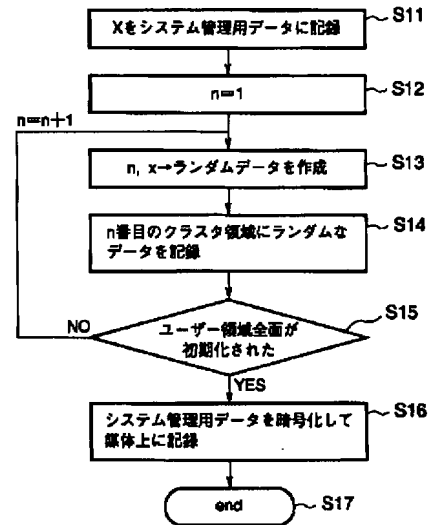 Xをシステム管理用データに記録
S11
n=1
S12
n=n+1
n, x→ランダムデータを作成
S13
n番目のクラスタ領域にランダムな
データを記録
S14
ユーザー領域全面が
初期化された
S15
NO
YES
システム管理用データを暗号化して
媒体上に記録
S16
end
S17